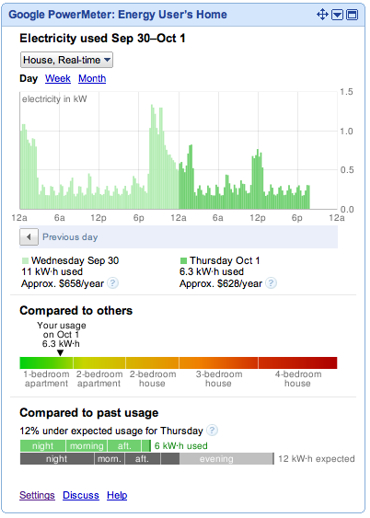 Google PowerMeter: Energy User's Home
Electricity used Sep 30–Oct 1
House, Real-time
Day Week Month
electricity in kW
1.5
1.0
0.5
0.0
12a 6a 12p 6p 12a 6a 12p 6p 12a
Previous day
Wednesday Sep 30 Thursday Oct 1
11 kW·h used 6.3 kW·h used
Approx. $658/year ? Approx. $628/year ?
Compared to others
Your usage
on Oct 1
6.3 kW·h
1-bedroom 2-bedroom 2-bedroom 3-bedroom 4-bedroom
apartment apartment house house house
Compared to past usage
12% under expected usage for Thursday ?
night morning aft. 6 kW·h used
night morn. aft. evening 12 kW·h expected
Settings Discuss Help